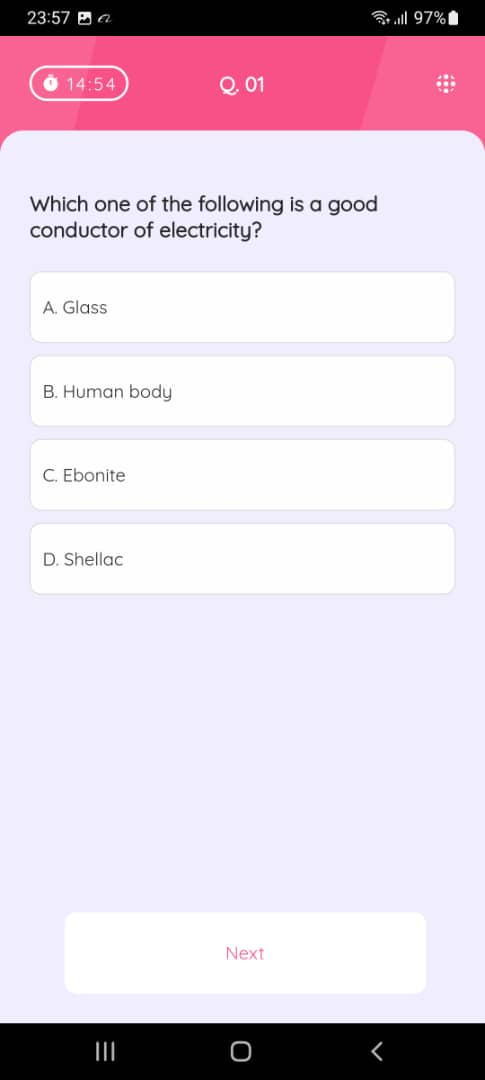 23:57 97%
14:54 Q. 01
Which one of the following is a good
conductor of electricity?
A. Glass
B. Human body
C. Ebonite
D. Shellac
Next